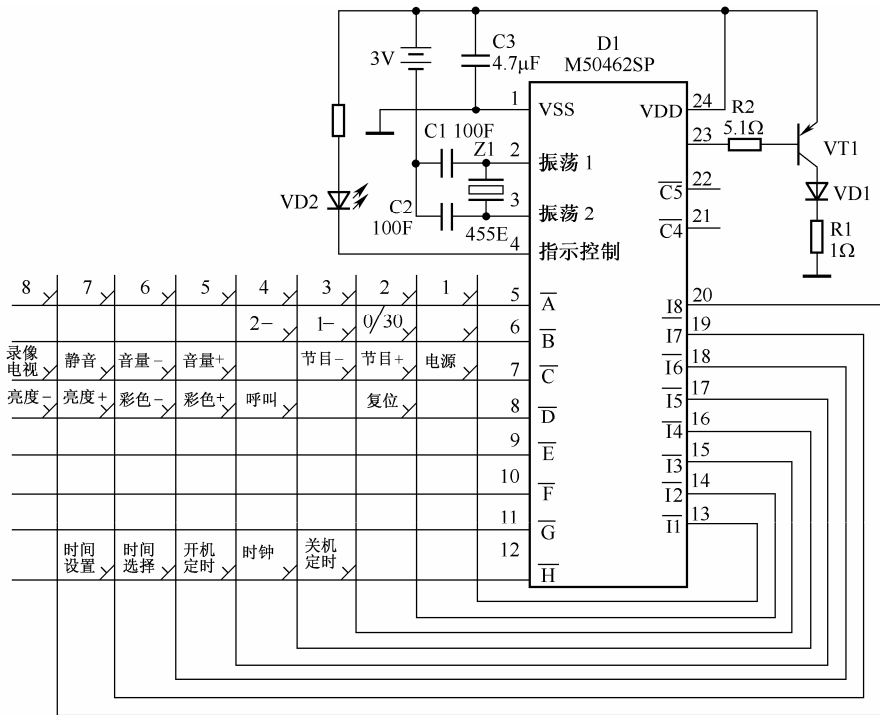 3V
C3
4.7μF
D1
M50462SP
1
VSS
VDD
24
R2
5.1Ω
23
VT1
C1 100F
Z1
2
振荡 1
VD2
C2
100F
3
振荡 2
455E
22
C5
VD1
21
C4
R1
1Ω
4
指示控制
8
7
6
5
4
3
2
1
5
A
I8
20
2-
1-
0/30
6
B
I7
19
录像
电视
静音
音量-
音量+
节目-
节目+
电源
7
C
I6
18
亮度-
亮度+
彩色-
彩色+
呼叫
复位
8
D
I5
17
9
E
I4
16
10
F
I3
15
11
G
I2
14
12
H
I1
13
时间
设置
时间
选择
开机
定时
时钟
关机
定时